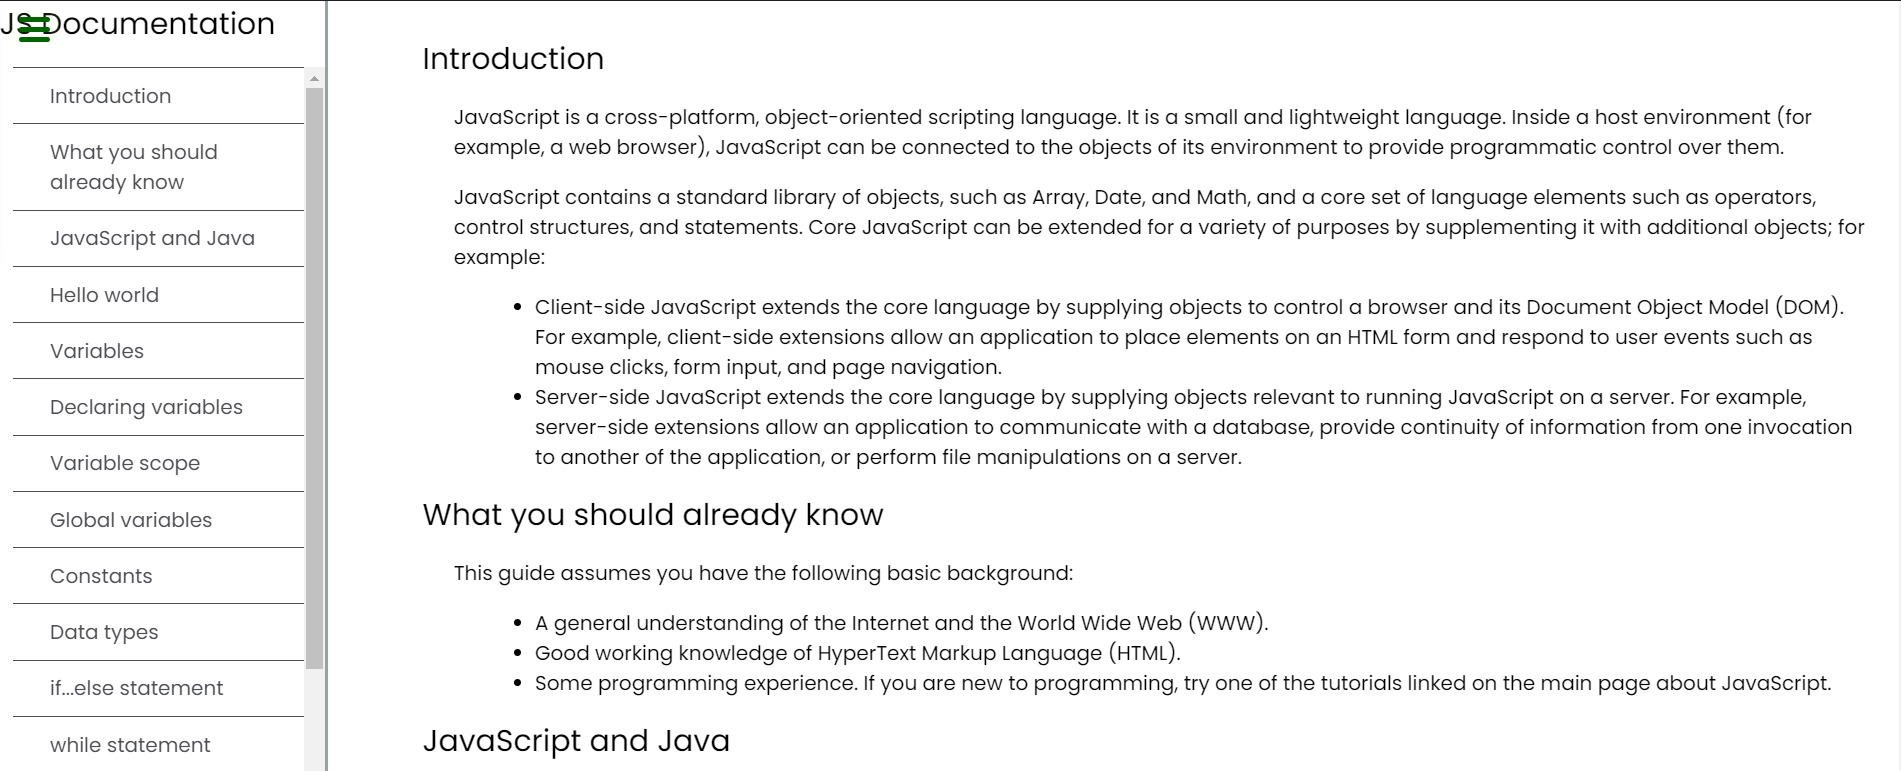 JS Documentation
Introduction
What you should
already know
JavaScript and Java
Hello world
Variables
Declaring variables
Variable scope
Global variables
Constants
Data types
if...else statement
while statement
Introduction
JavaScript is a cross-platform, object-oriented scripting language. It is a small and lightweight language. Inside a host environment (for
example, a web browser), JavaScript can be connected to the objects of its environment to provide programmatic control over them.
JavaScript contains a standard library of objects, such as Array, Date, and Math, and a core set of language elements such as operators,
control structures, and statements. Core JavaScript can be extended for a variety of purposes by supplementing it with additional objects; for
example:
• Client-side JavaScript extends the core language by supplying objects to control a browser and its Document Object Model (DOM).
For example, client-side extensions allow an application to place elements on an HTML form and respond to user events such as
mouse clicks, form input, and page navigation.
• Server-side JavaScript extends the core language by supplying objects relevant to running JavaScript on a server. For example,
server-side extensions allow an application to communicate with a database, provide continuity of information from one invocation
to another of the application, or perform file manipulations on a server.
What you should already know
This guide assumes you have the following basic background:
• A general understanding of the Internet and the World Wide Web (WWW).
• Good working knowledge of HyperText Markup Language (HTML).
• Some programming experience. If you are new to programming, try one of the tutorials linked on the main page about JavaScript.
JavaScript and Java